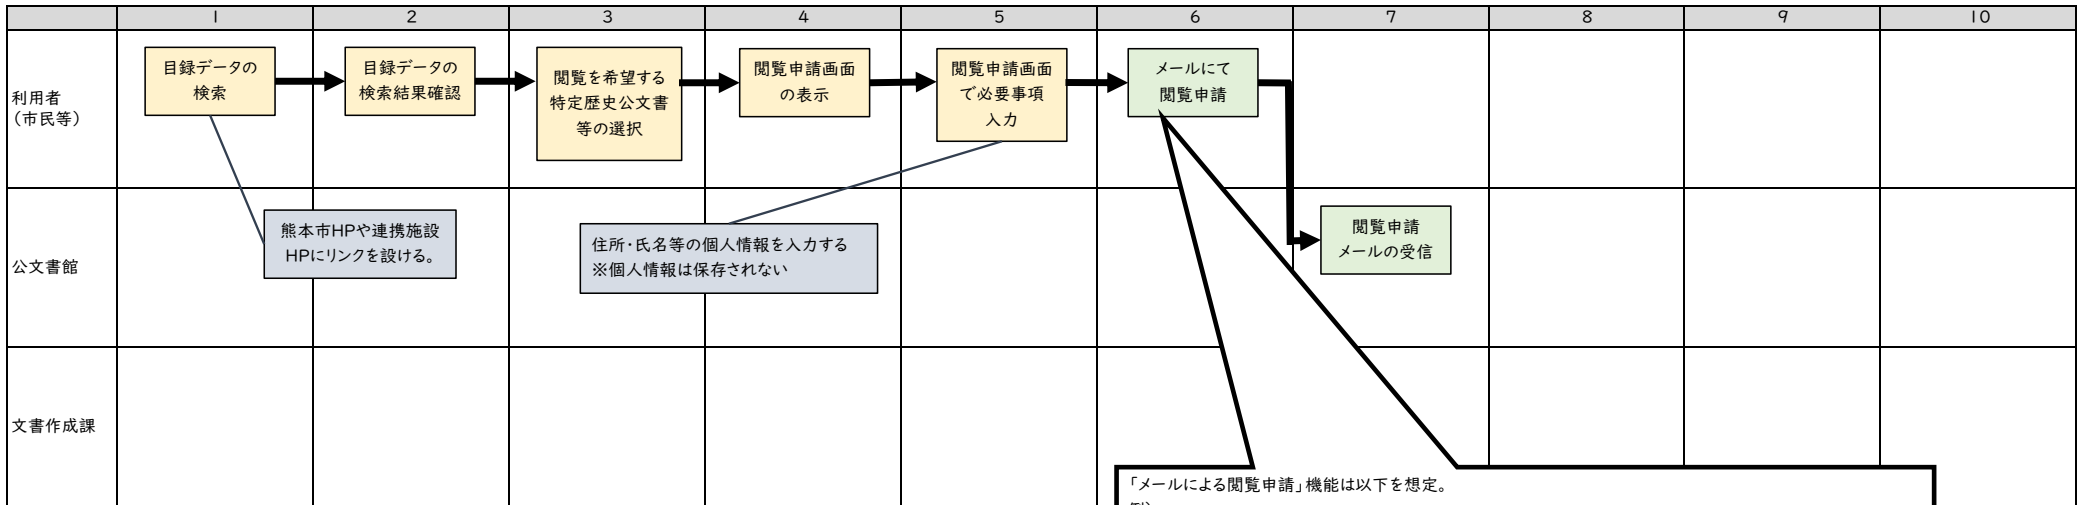 1 2 3 4 5 6 7 8 9 10
利用者
（市民等）
目録データの
検索
目録データの
検索結果確認
閲覧を希望する
特定歴史公文書
等の選択
閲覧申請画面
の表示
閲覧申請画面
で必要事項
入力
メールにて
閲覧申請
公文書館
熊本市HPや連携施設
HPにリンクを設ける。
住所・氏名等の個人情報を入力する
※個人情報は保存されない
閲覧申請
メールの受信
文書作成課
「メールによる閲覧申請」機能は以下を想定。